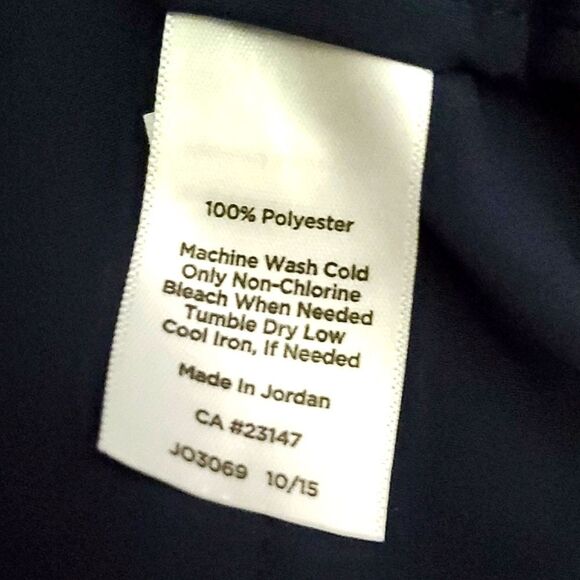 100% Polyester
Machine Wash Cold
Only Non-Chlorine
Bleach When Needed
Tumble Dry Low
Cool Iron, If Needed
Made In Jordan
CA #23147
JO3069 10/15